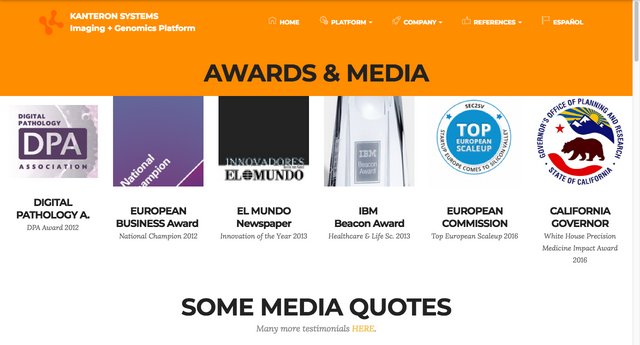 KANTERON SYSTEMS
Imaging + Genomics Platform
HOME
PLATFORM
COMPANY
REFERENCES
ESPAÑOL
AWARDS & MEDIA
DIGITAL
PATHOLOGY
DPA
ASSOCIATION
DIGITAL
PATHOLOGY A.
DPA Award 2012
National
Champion
EUROPEAN
BUSINESS Award
National Champion 2012
INNOVADORES
EL MUNDO
EL MUNDO
Newspaper
Innovation of the Year 2013
IBM
Beacon
Award
IBM
Beacon Award
Healthcare & Life Sc. 2013
SEC2SV
TOP
EUROPEAN
SCALEUP
STARTUP EUROPE COMES TO SILICON VALLEY
EUROPEAN
COMMISSION
Top European Scaleup 2016
GOVERNOR'S OFFICE OF PLANNING AND RESEARCH
STATE OF CALIFORNIA
CALIFORNIA
GOVERNOR
White House Precision
Medicine Impact Award
2016
SOME MEDIA QUOTES
Many more testimonials HERE.